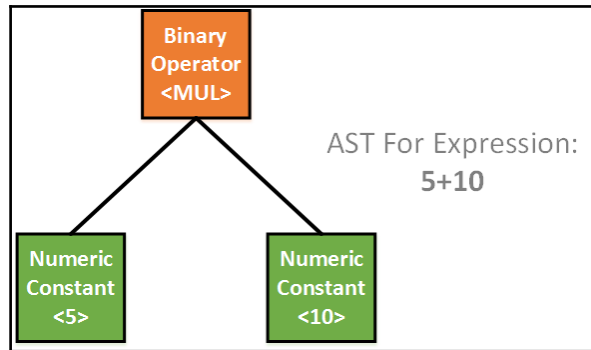 Binary
Operator
<MUL>
AST For Expression:
5+10
Numeric
Constant
<5>
Numeric
Constant
<10>